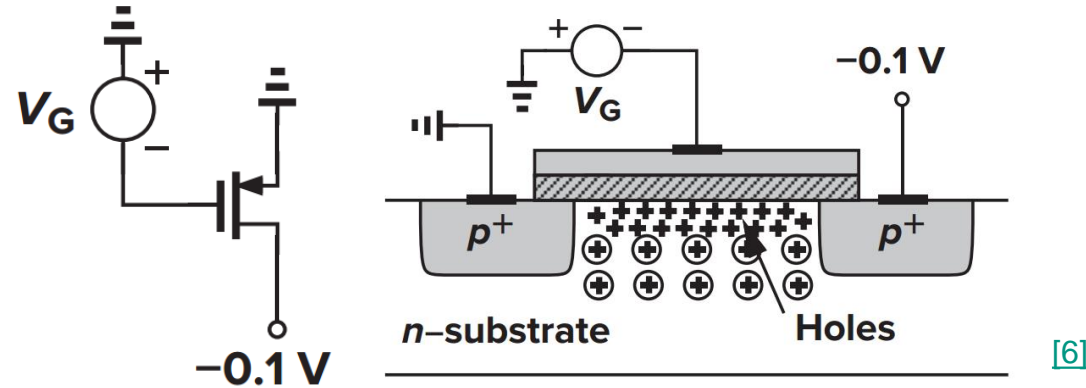 +
V_G
−
−0.1 V
+ −
V_G
−0.1 V
p⁺
p⁺
n–substrate
Holes
[6]